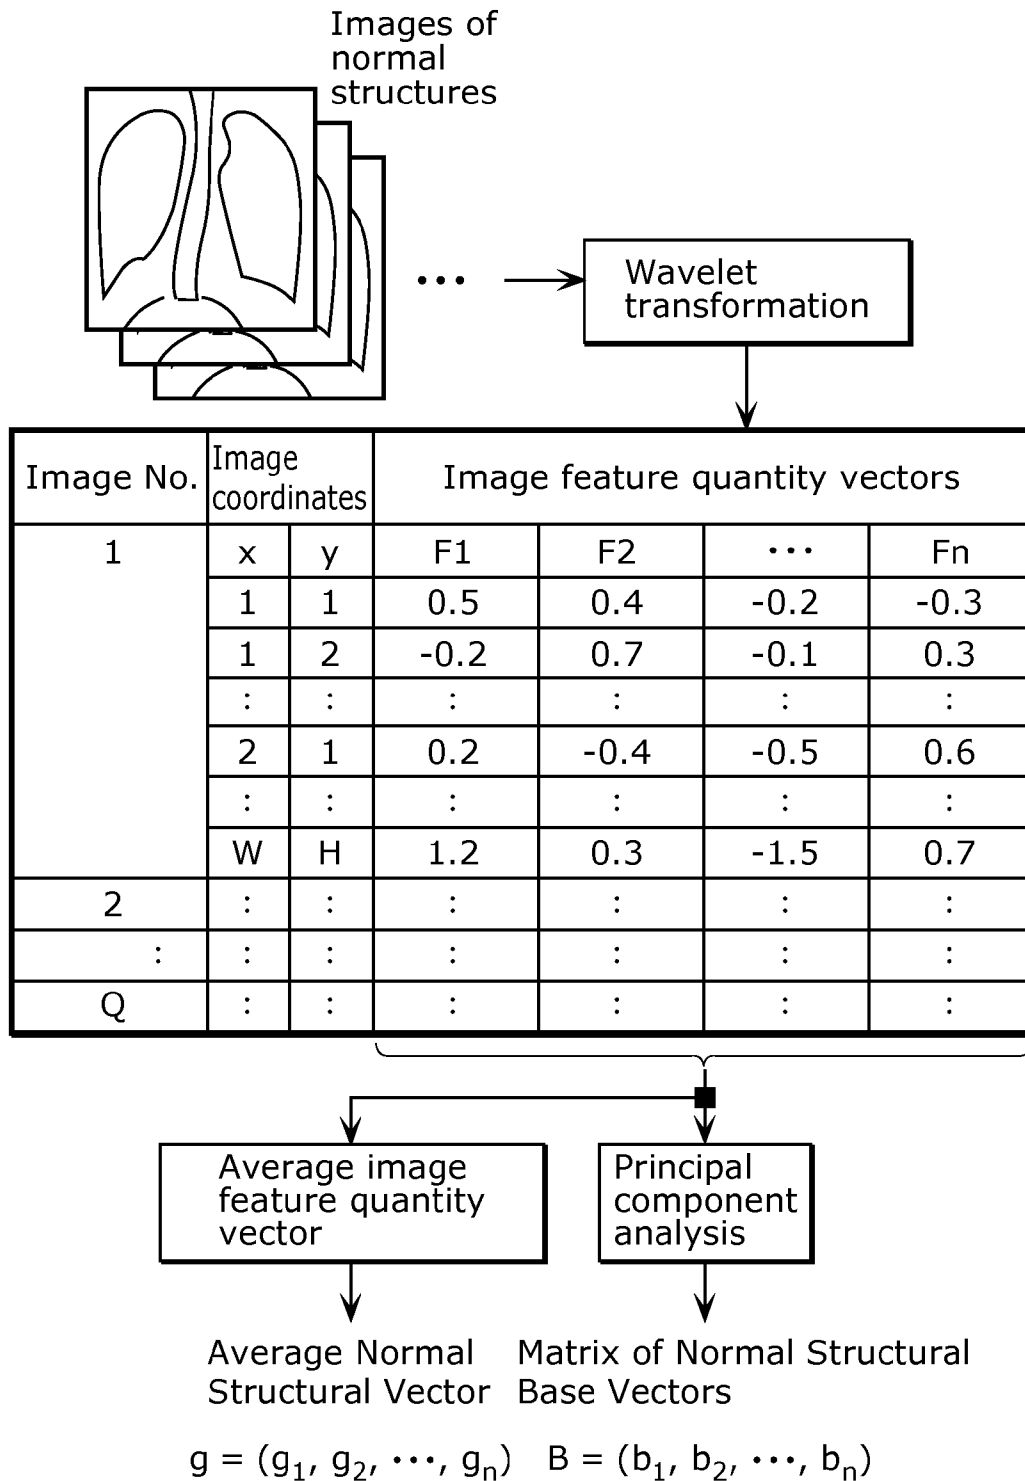 Images of
normal
structures
•••
Wavelet
transformation
Image No.
Image
coordinates
Image feature quantity vectors
1 x y F1 F2 ••• Fn
1 1 0.5 0.4 -0.2 -0.3
1 2 -0.2 0.7 -0.1 0.3
: : : : : :
2 1 0.2 -0.4 -0.5 0.6
: : : : : :
W H 1.2 0.3 -1.5 0.7
2 : : : : : :
: : : : : : :
Q : : : : : :
Average image
feature quantity
vector
Principal
component
analysis
Average Normal
Structural Vector
Matrix of Normal Structural
Base Vectors
g = (g₁, g₂, •••, gₙ)
B = (b₁, b₂, •••, bₙ)